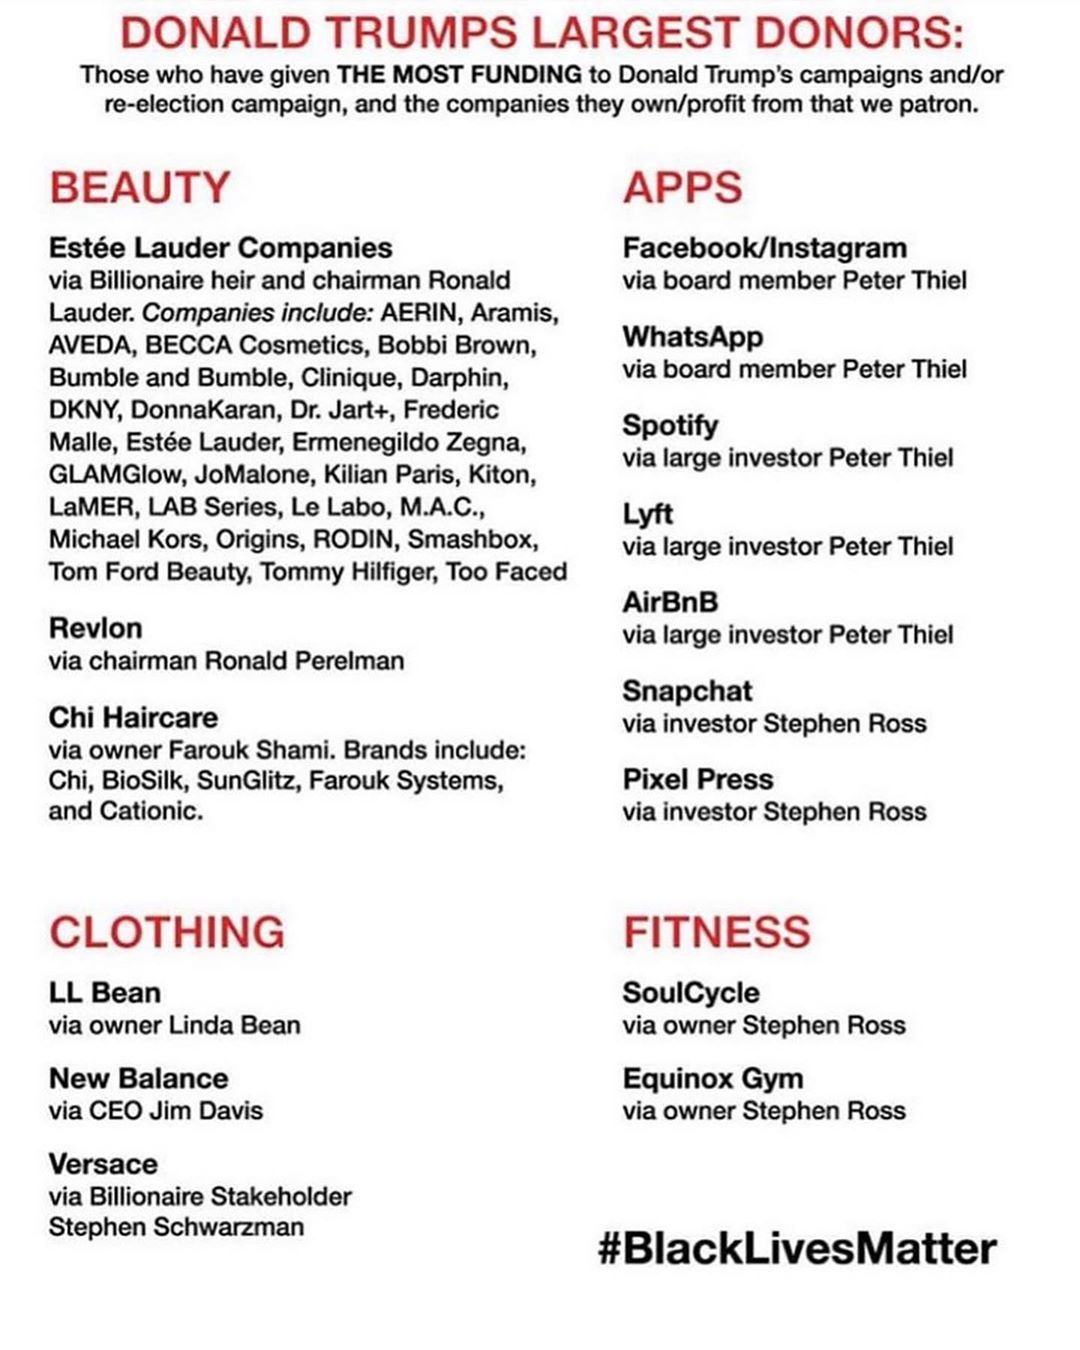 DONALD TRUMPS LARGEST DONORS:
Those who have given THE MOST FUNDING to Donald Trump's campaigns and/or
re-election campaign, and the companies they own/profit from that we patron.
BEAUTY
Estée Lauder Companies
via Billionaire heir and chairman Ronald
Lauder. Companies include: AERIN, Aramis,
AVEDA, BECCA Cosmetics, Bobbi Brown,
Bumble and Bumble, Clinique, Darphin,
DKNY, DonnaKaran, Dr. Jart+, Frederic
Malle, Estée Lauder, Ermenegildo Zegna,
GLAMGlow, JoMalone, Kilian Paris, Kiton,
LaMER, LAB Series, Le Labo, M.A.C.,
Michael Kors, Origins, RODIN, Smashbox,
Tom Ford Beauty, Tommy Hilfiger, Too Faced
Revlon
via chairman Ronald Perelman
Chi Haircare
via owner Farouk Shami. Brands include:
Chi, BioSilk, SunGlitz, Farouk Systems,
and Cationic.
APPS
Facebook/Instagram
via board member Peter Thiel
WhatsApp
via board member Peter Thiel
Spotify
via large investor Peter Thiel
Lyft
via large investor Peter Thiel
AirBnB
via large investor Peter Thiel
Snapchat
via investor Stephen Ross
Pixel Press
via investor Stephen Ross
CLOTHING
LL Bean
via owner Linda Bean
New Balance
via CEO Jim Davis
Versace
via Billionaire Stakeholder
Stephen Schwarzman
FITNESS
SoulCycle
via owner Stephen Ross
Equinox Gym
via owner Stephen Ross
#BlackLivesMatter